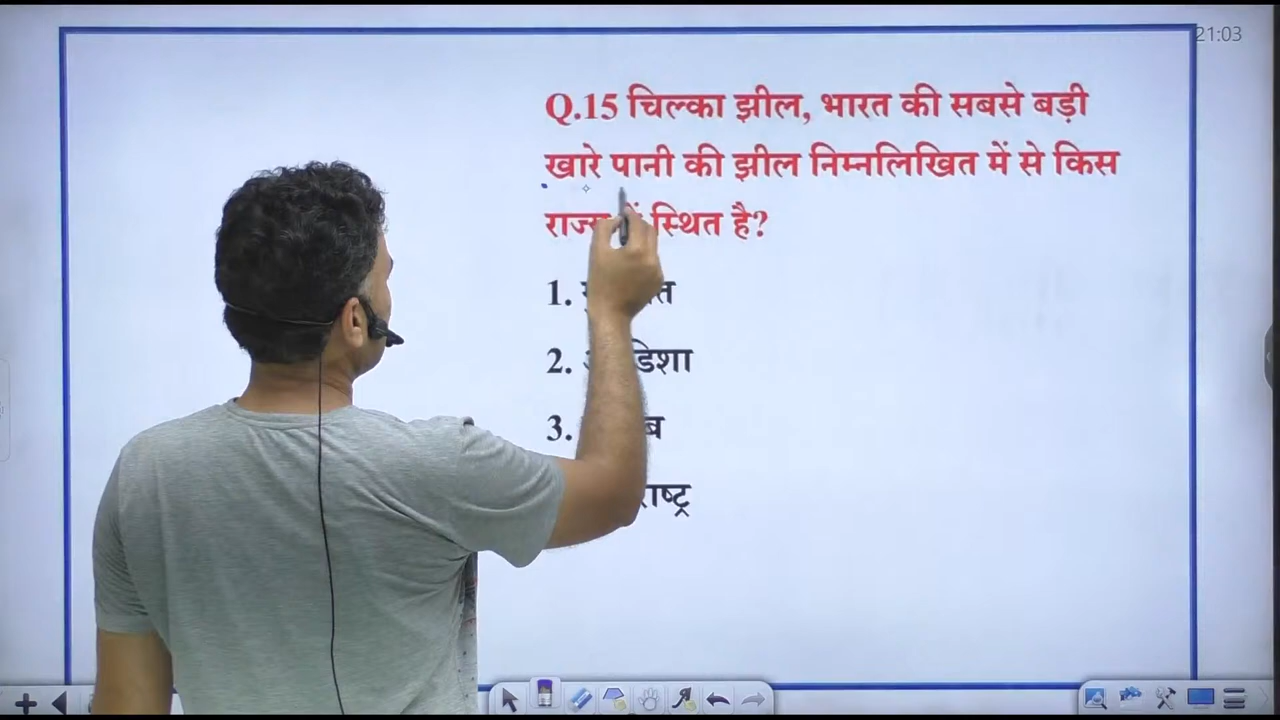 21:03
Q.15 चिल्का झील, भारत की सबसे बड़ी
खारे पानी की झील निम्नलिखित में से किस
स्थित है?
1.
2.
3.